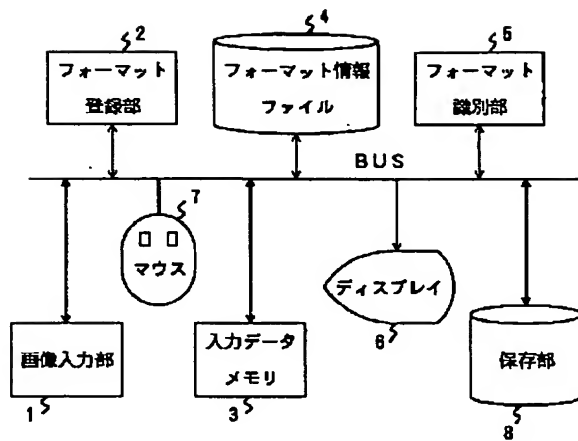 2
4
5
フォーマット
登録部
フォーマット情報
ファイル
フォーマット
識別部
BUS
7
マウス
ディスプレイ
画像入力部
入力データ
メモリ
保存部
1
3
6
8